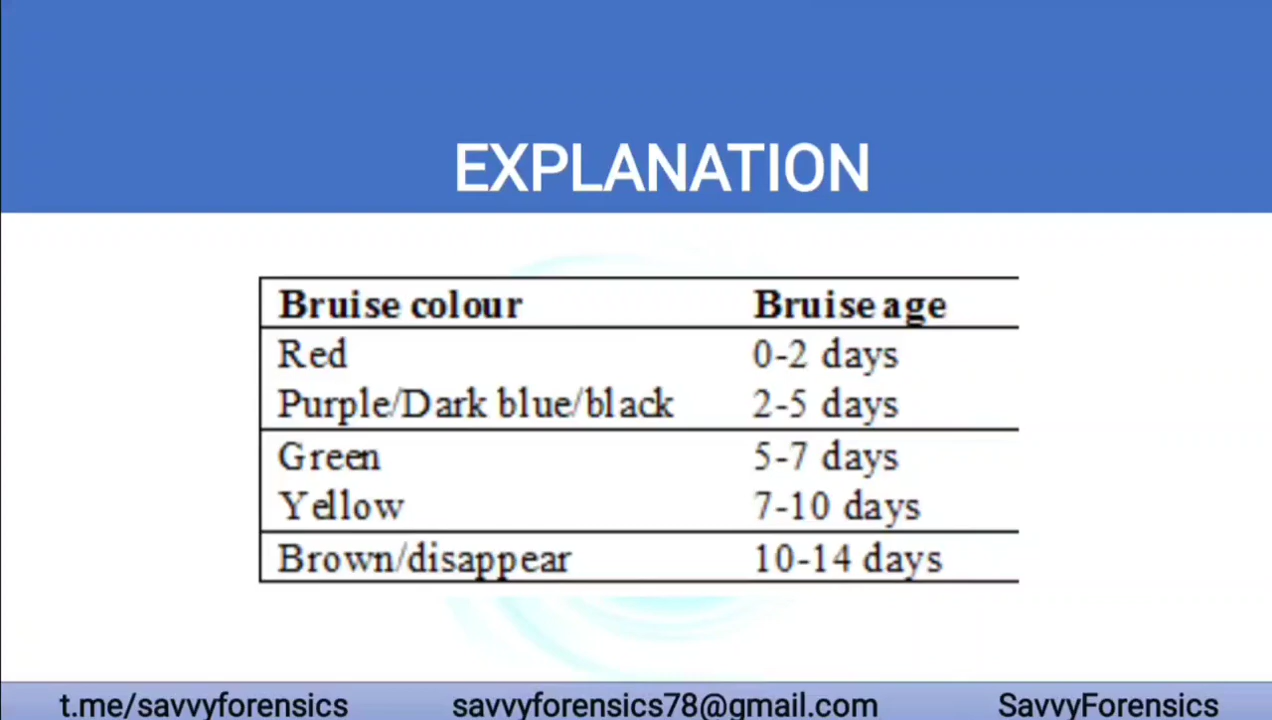 EXPLANATION
Bruise colour Bruise age
Red 0-2 days
Purple/Dark blue/black 2-5 days
Green 5-7 days
Yellow 7-10 days
Brown/disappear 10-14 days
t.me/savvyforensics savvyforensics78@gmail.com SavvyForensics